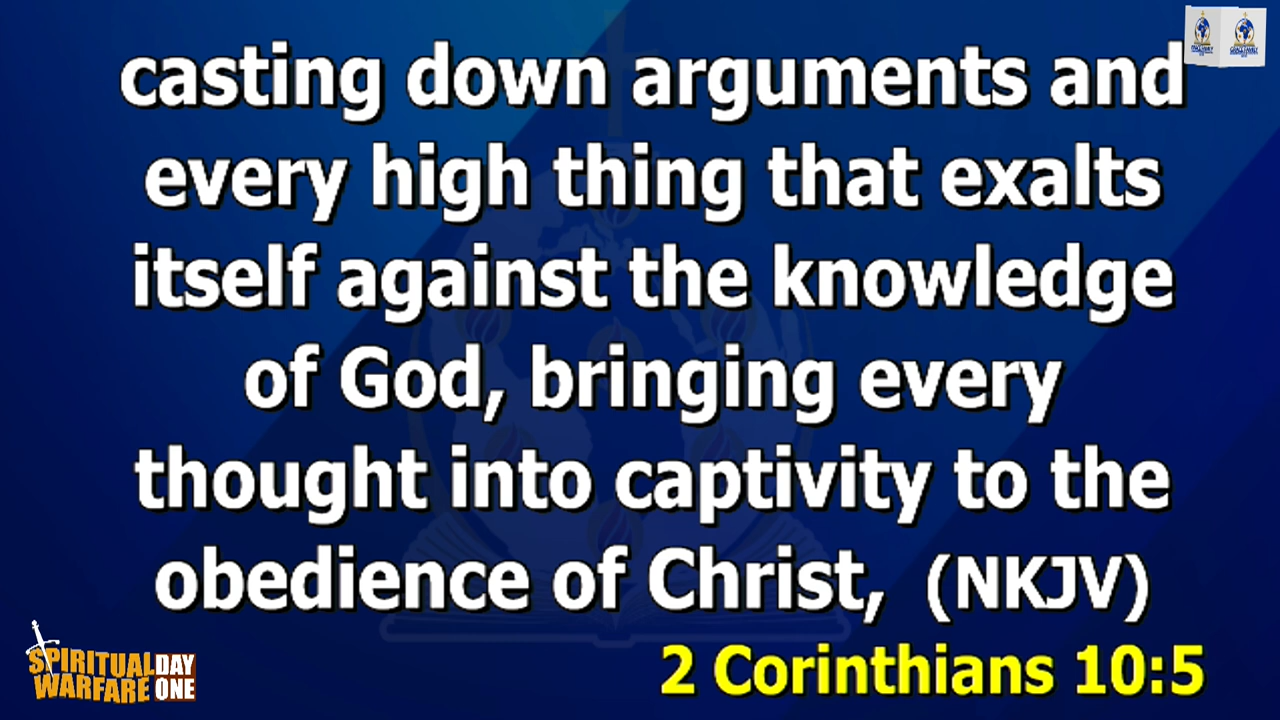 casting down arguments and
every high thing that exalts
itself against the knowledge
of God, bringing every
thought into captivity to the
obedience of Christ, (NKJV)
2 Corinthians 10:5
SPIRITUAL DAY
WARFARE ONE